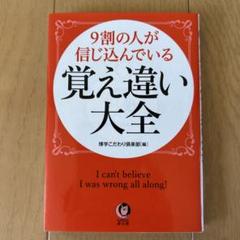 9割の人が
信じ込んでいる
覚え違い
大全
博学こだわり倶楽部[編]
I can't believe
I was wrong all along!